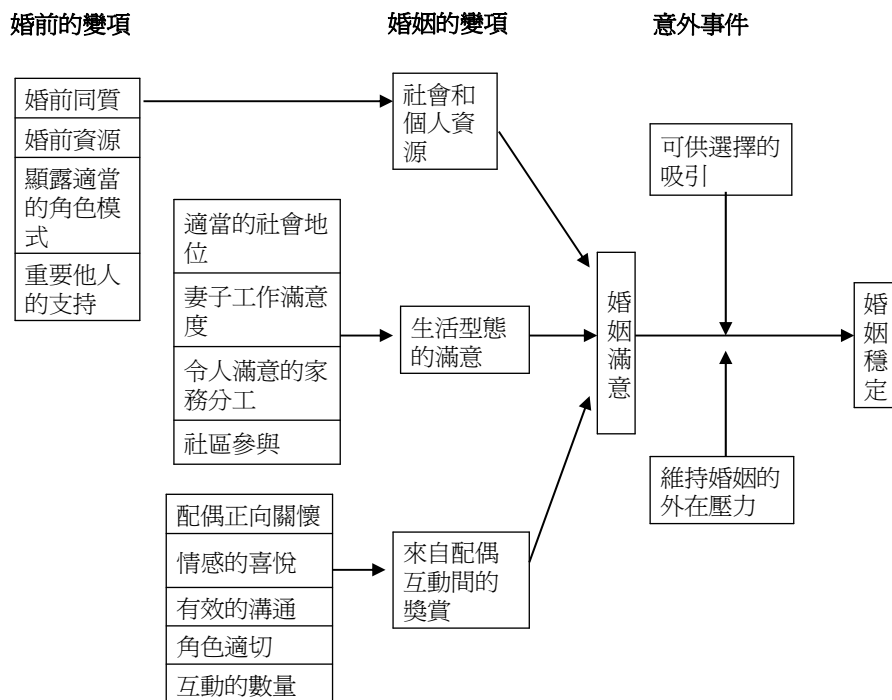 婚前的變項
婚姻的變項
意外事件
婚前同質
婚前資源
顯露適當
的角色模
式
重要他人
的支持
社會和
個人資
源
可供選擇的
吸引
適當的社會地
位
妻子工作滿意
度
令人滿意的家
務分工
社區參與
生活型態
的滿意
婚
姻
滿
意
婚
姻
穩
定
維持婚姻的
外在壓力
配偶正向關懷
情感的喜悅
有效的溝通
角色適切
互動的數量
來自配偶
互動間的
獎賞